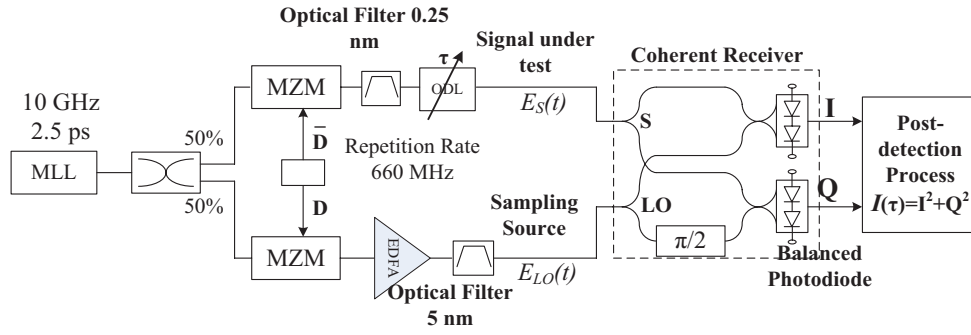 Optical Filter 0.25
nm
10 GHz
2.5 ps
MLL
50%
50%
MZM
D̅
D
MZM
τ
ODL
Repetition Rate
660 MHz
EDFA
Optical Filter
5 nm
Signal under
test
E_S(t)
Sampling
Source
E_LO(t)
Coherent Receiver
S
LO
π/2
I
Q
Balanced
Photodiode
Post-
detection
Process
I(τ)=I²+Q²